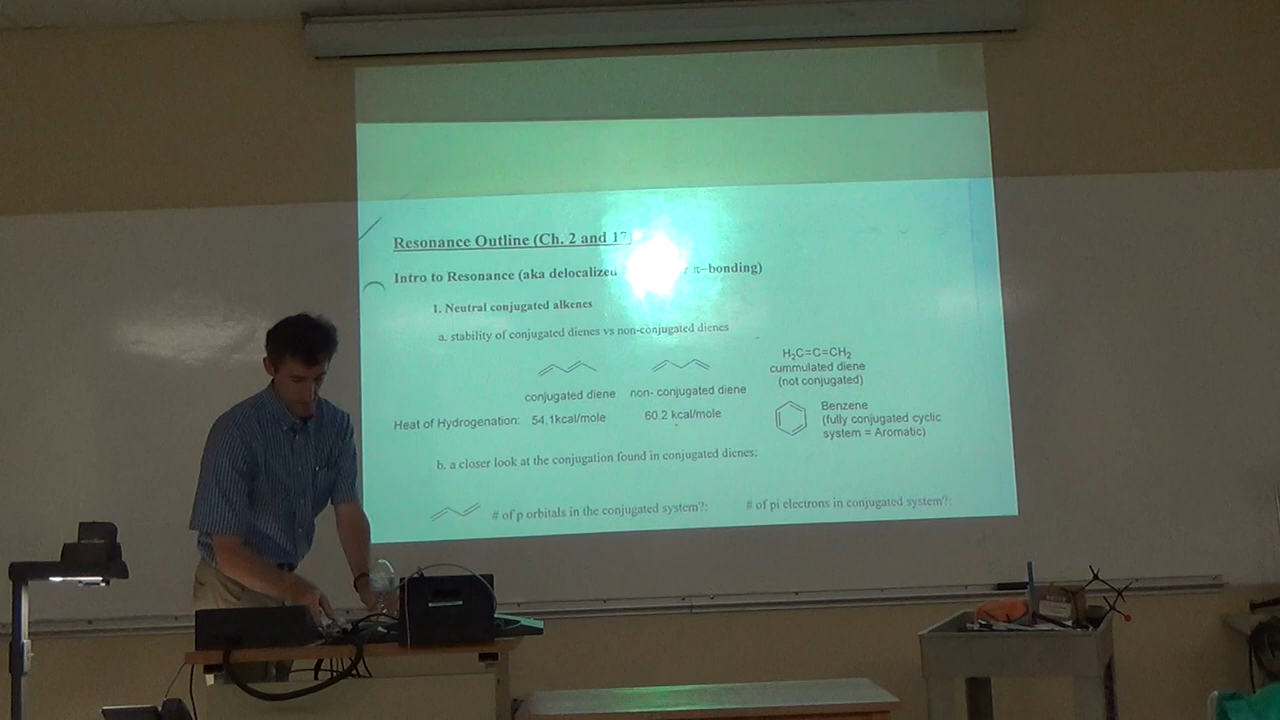 Resonance Outline (Ch. 2 and 17
Intro to Resonance (aka delocalized π-bonding)
1. Neutral conjugated alkenes
a. stability of conjugated dienes vs non-conjugated dienes
H₂C=C=CH₂
cummulated diene
(not conjugated)
conjugated diene non- conjugated diene
Heat of Hydrogenation: 54.1kcal/mole 60.2 kcal/mole
Benzene
(fully conjugated cyclic
system = Aromatic)
b. a closer look at the conjugation found in conjugated dienes:
# of p orbitals in the conjugated system?: # of pi electrons in conjugated system?: